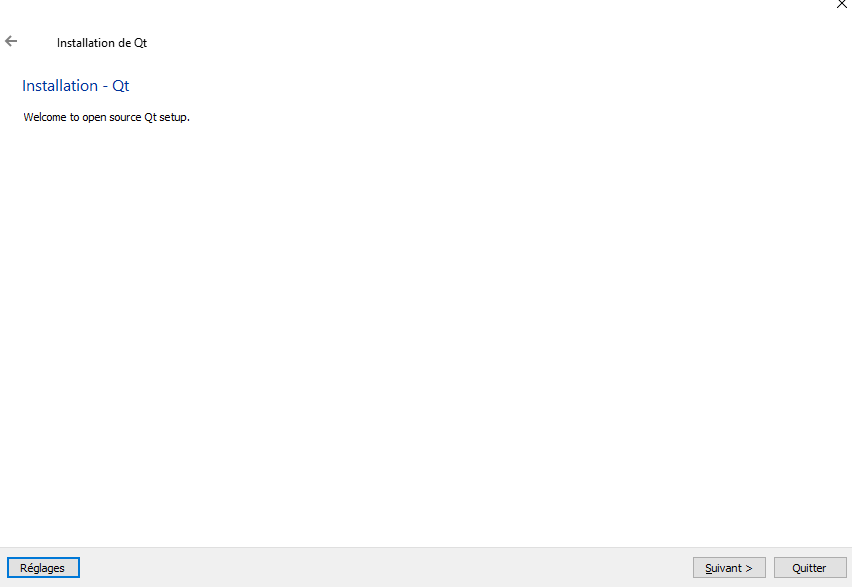 Installation de Qt
Installation - Qt
Welcome to open source Qt setup.
Réglages
Suivant >
Quitter